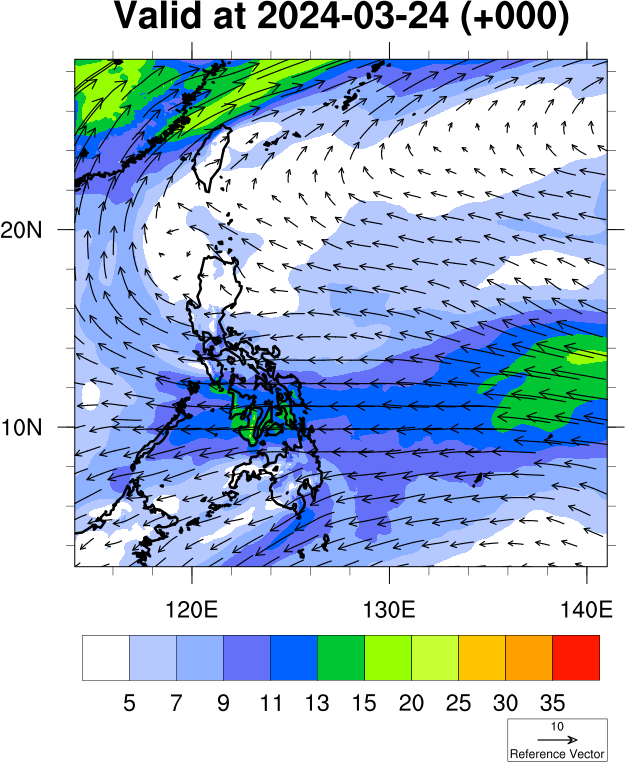 Valid at 2024-03-24 (+000)
20N
10N
120E 130E 140E
5 7 9 11 13 15 20 25 30 35
10
Reference Vector